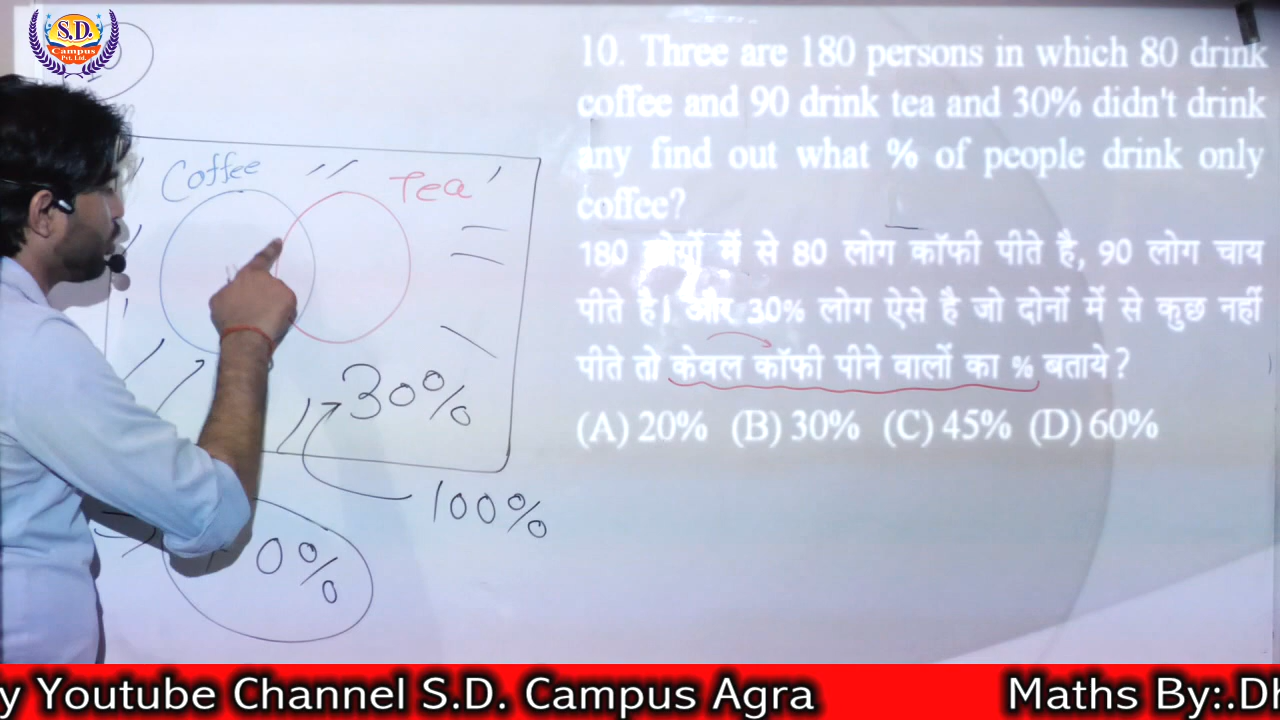 S.D.
Campus
Pvt. Ltd.
10. Three are 180 persons in which 80 drink
coffee and 90 drink tea and 30% didn't drink
any find out what % of people drink only
coffee?
180 लोगों में से 80 लोग कॉफी पीते है, 90 लोग चाय
पीते है। और 30% लोग ऐसे है जो दोनों में से कुछ नहीं
पीते तो केवल कॉफी पीने वालों का % बताये?
(A) 20% (B) 30% (C) 45% (D) 60%
Coffee
Tea
30%
100%
0%
y Youtube Channel S.D. Campus Agra Maths By:.DK